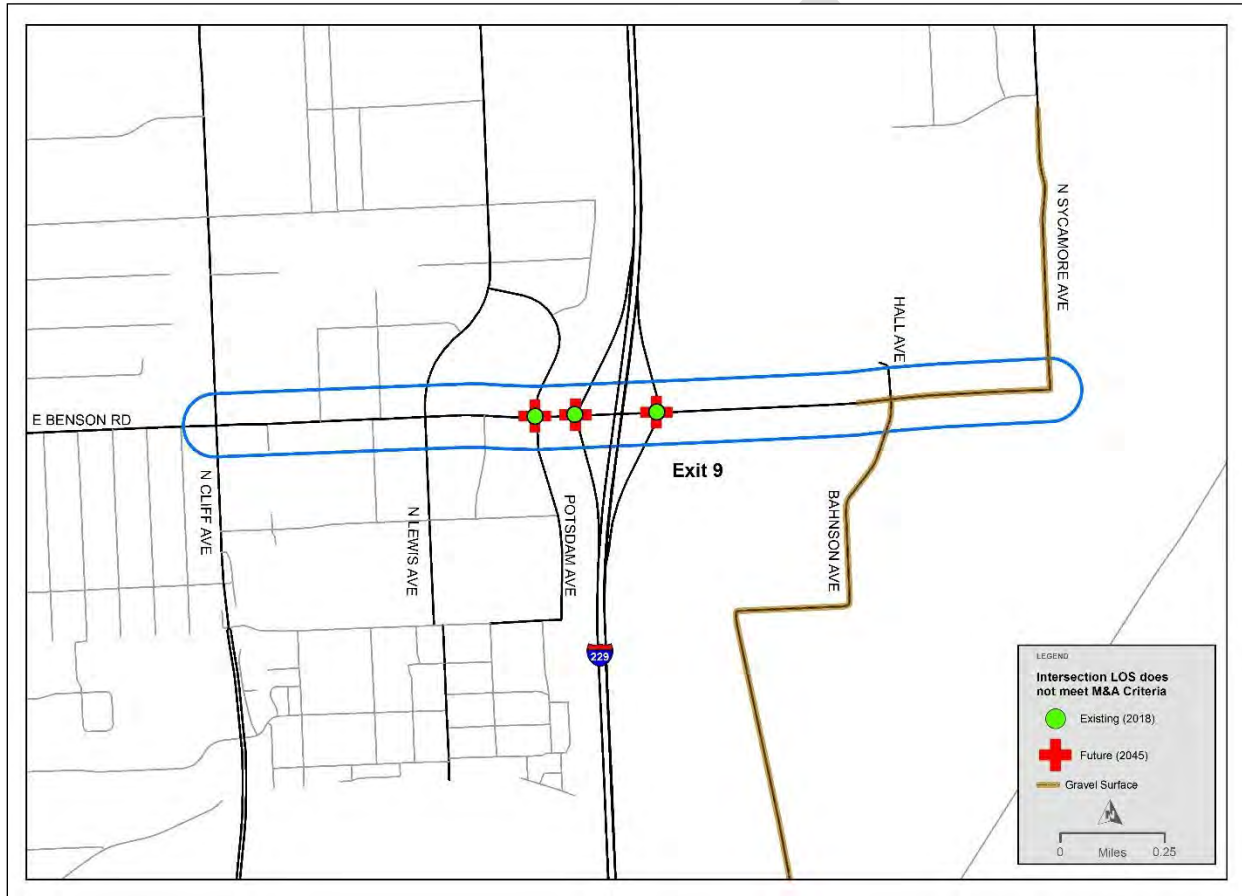 N SYCAMORE AVE
HALL AVE
E BENSON RD
Exit 9
N CLIFF AVE
N LEWIS AVE
POTSDAM AVE
BAHNSON AVE
229
LEGEND
Intersection LOS does
not meet M&A Criteria
Existing (2018)
Future (2045)
Gravel Surface
N
0 Miles 0.25